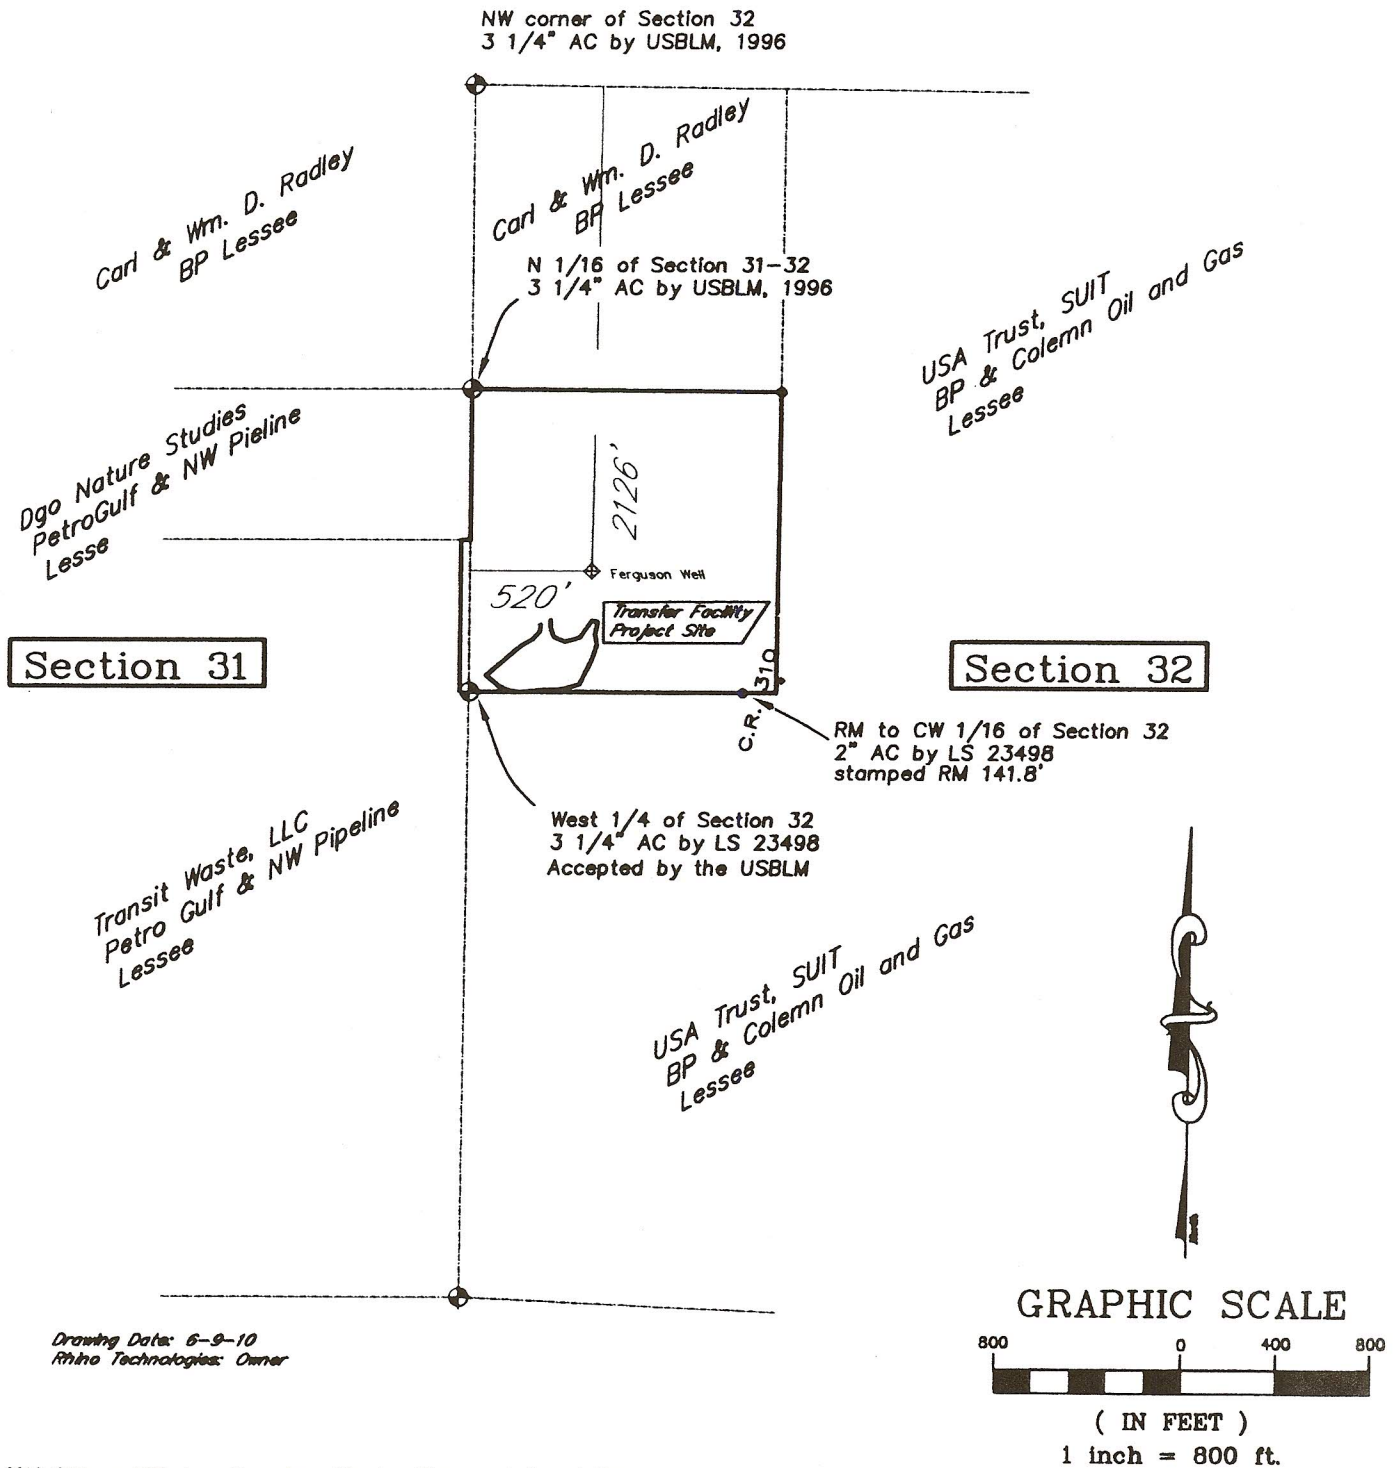 NW corner of Section 32
3 1/4" AC by USBLM, 1996
Carl & Wm. D. Radley
BP Lessee
Carl & Wm. D. Radley
BP Lessee
N 1/16 of Section 31-32
3 1/4" AC by USBLM, 1996
USA Trust, SUIT
BP & Colemn Oil and Gas
Lessee
Dgo Nature Studies
PetroGulf & NW Pieline
Lesse
2126'
Ferguson Well
520'
Transfer Facility
Project Site
Section 31
Section 32
C.R. 310
RM to CW 1/16 of Section 32
2" AC by LS 23498
stamped RM 141.8'
West 1/4 of Section 32
3 1/4" AC by LS 23498
Accepted by the USBLM
Transit Waste, LLC
Petro Gulf & NW Pipeline
Lessee
USA Trust, SUIT
BP & Colemn Oil and Gas
Lessee
Drawing Date: 6-9-10
Rhino Technologies: Owner
GRAPHIC SCALE
800 0 400 800
( IN FEET )
1 inch = 800 ft.